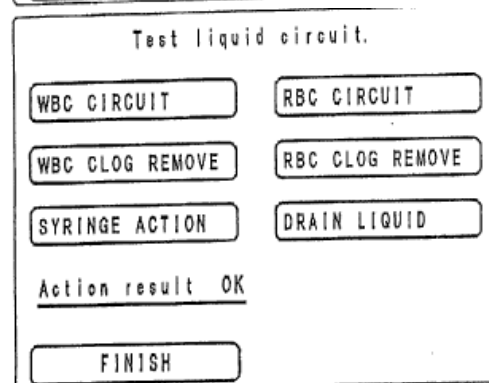 Test liquid circuit.
WBC CIRCUIT RBC CIRCUIT
WBC CLOG REMOVE RBC CLOG REMOVE
SYRINGE ACTION DRAIN LIQUID
Action result OK
FINISH